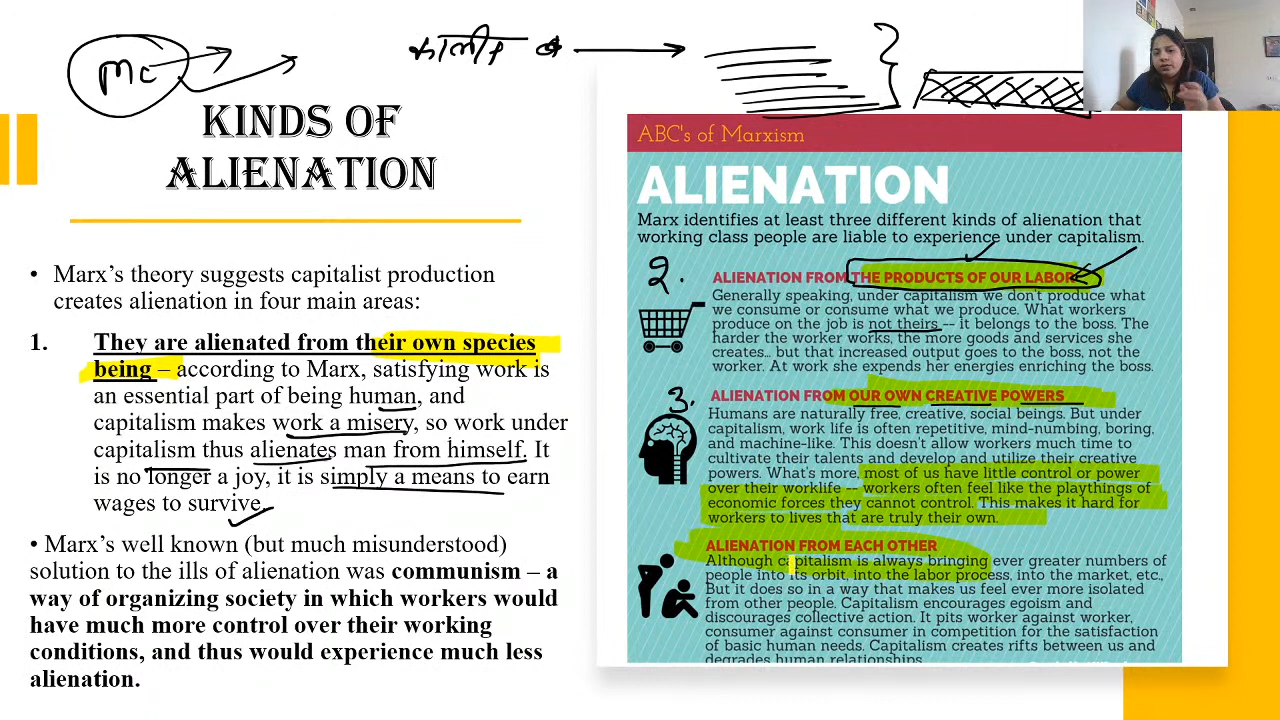 mc
कालीन
KINDS OF
ALIENATION
• Marx's theory suggests capitalist production
creates alienation in four main areas:
1. They are alienated from their own species
being – according to Marx, satisfying work is
an essential part of being human, and
capitalism makes work a misery, so work under
capitalism thus alienates man from himself. It
is no longer a joy, it is simply a means to earn
wages to survive.
• Marx's well known (but much misunderstood)
solution to the ills of alienation was communism – a
way of organizing society in which workers would
have much more control over their working
conditions, and thus would experience much less
alienation.
ABC's of Marxism
ALIENATION
Marx identifies at least three different kinds of alienation that
working class people are liable to experience under capitalism.
2.
ALIENATION FROM THE PRODUCTS OF OUR LABOR
Generally speaking, under capitalism we don't produce what
we consume or consume what we produce. What workers
produce on the job is not theirs -- it belongs to the boss. The
harder the worker works, the more goods and services she
creates... but that increased output goes to the boss, not the
worker. At work she expends her energies enriching the boss.
3.
ALIENATION FROM OUR OWN CREATIVE POWERS
Humans are naturally free, creative, social beings. But under
capitalism, work life is often repetitive, mind-numbing, boring,
and machine-like. This doesn't allow workers much time to
cultivate their talents and develop and utilize their creative
powers. What's more, most of us have little control or power
over their worklife -- workers often feel like the playthings of
economic forces they cannot control. This makes it hard for
workers to lives that are truly their own.
ALIENATION FROM EACH OTHER
Although capitalism is always bringing ever greater numbers of
people into its orbit, into the labor process, into the market, etc.,
But it does so in a way that makes us feel ever more isolated
from other people. Capitalism encourages egoism and
discourages collective action. It pits worker against worker,
consumer against consumer in competition for the satisfaction
of basic human needs. Capitalism creates rifts between us and
degrades human relationships.